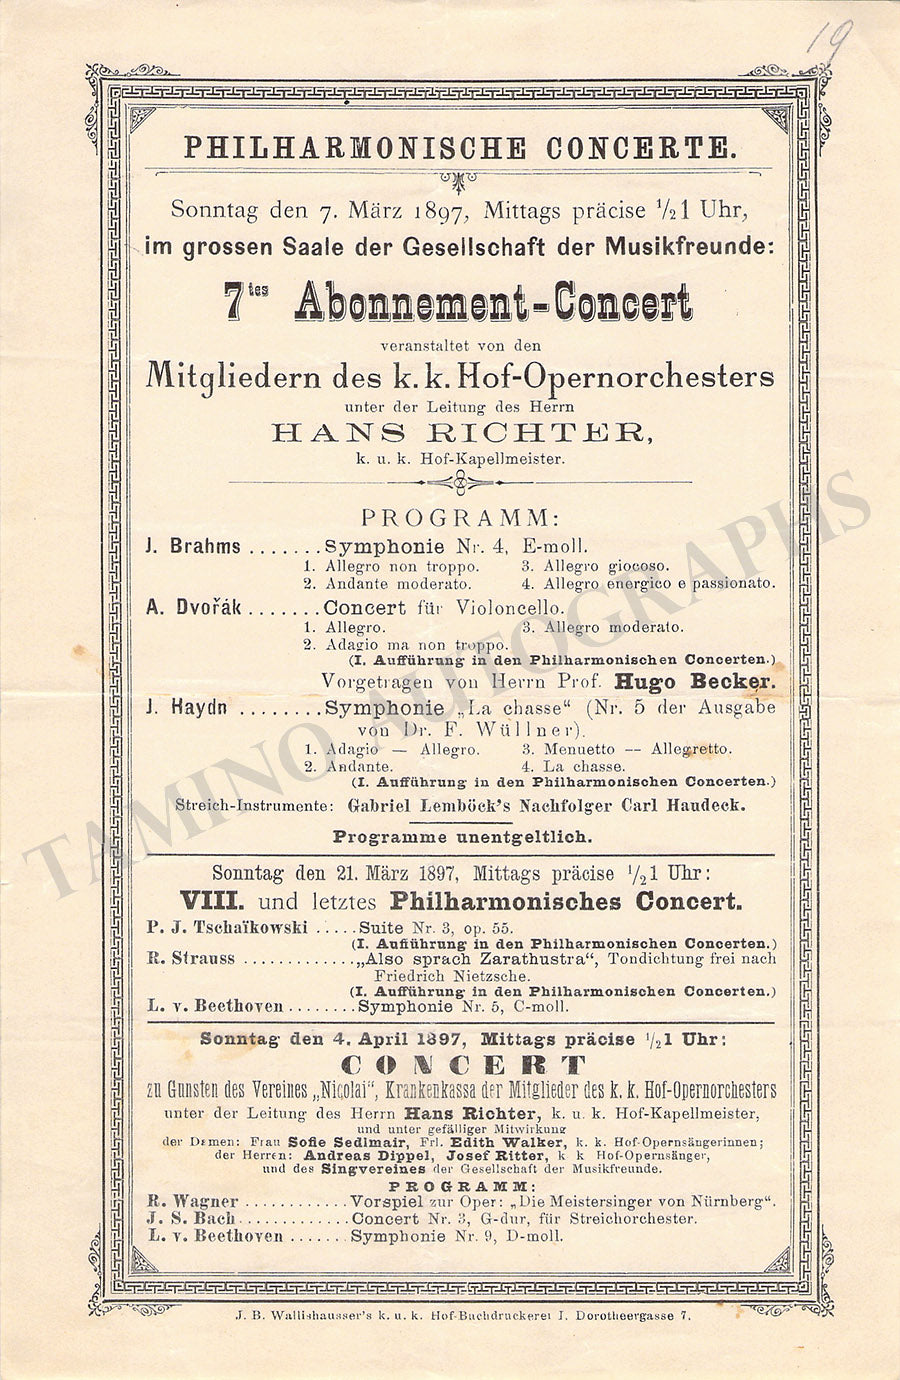 19
PHILHARMONISCHE CONCERTE.
Sonntag den 7. März 1897, Mittags präcise 1/2 1 Uhr,
im grossen Saale der Gesellschaft der Musikfreunde:
7tes Abonnement-Concert
veranstaltet von den
Mitgliedern des k. k. Hof-Opernorchesters
unter der Leitung des Herrn
HANS RICHTER,
k. u. k. Hof-Kapellmeister.
PROGRAMM:
J. Brahms ....... Symphonie Nr. 4, E-moll.
1. Allegro non troppo. 3. Allegro giocoso.
2. Andante moderato. 4. Allegro energico e passionato.
A. Dvořák ....... Concert für Violoncello.
1. Allegro. 3. Allegro moderato.
2. Adagio ma non troppo.
(I. Aufführung in den Philharmonischen Concerten.)
Vorgetragen von Herrn Prof. Hugo Becker.
J. Haydn ........ Symphonie „La chasse“ (Nr. 5 der Ausgabe
von Dr. F. Wüllner).
1. Adagio — Allegro. 3. Menuetto — Allegretto.
2. Andante. 4. La chasse.
(I. Aufführung in den Philharmonischen Concerten.)
Streich-Instrumente: Gabriel Lemböck's Nachfolger Carl Haudeck.
Programme unentgeltlich.
Sonntag den 21. März 1897, Mittags präcise 1/2 1 Uhr:
VIII. und letztes Philharmonisches Concert.
P. J. Tschaïkowski ..... Suite Nr. 3, op. 55.
(I. Aufführung in den Philharmonischen Concerten.)
R. Strauss ............ „Also sprach Zarathustra“, Tondichtung frei nach
Friedrich Nietzsche.
(I. Aufführung in den Philharmonischen Concerten.)
L. v. Beethoven ........ Symphonie Nr. 5, C-moll.
Sonntag den 4. April 1897, Mittags präcise 1/2 1 Uhr:
CONCERT
zu Gunsten des Vereines „Nicolai“, Krankenkassa der Mitglieder des k. k. Hof-Opernorchesters
unter der Leitung des Herrn Hans Richter, k. u. k. Hof-Kapellmeister,
und unter gefälliger Mitwirkung
der Damen: Frau Sofie Sedlmair, Frl. Edith Walker, k. k. Hof-Opernsängerinnen;
der Herren: Andreas Dippel, Josef Ritter, k k Hof-Opernsänger,
und des Singvereines der Gesellschaft der Musikfreunde.
PROGRAMM:
R. Wagner ............ Vorspiel zur Oper: „Die Meistersinger von Nürnberg“.
J. S. Bach ............. Concert Nr. 3, G-dur, für Streichorchester.
L. v. Beethoven ....... Symphonie Nr. 9, D-moll.
J. B. Wallishausser's k. u. k. Hof-Buchdruckerei I. Dorotheergasse 7.
TAMINO AUTOGRAPHS